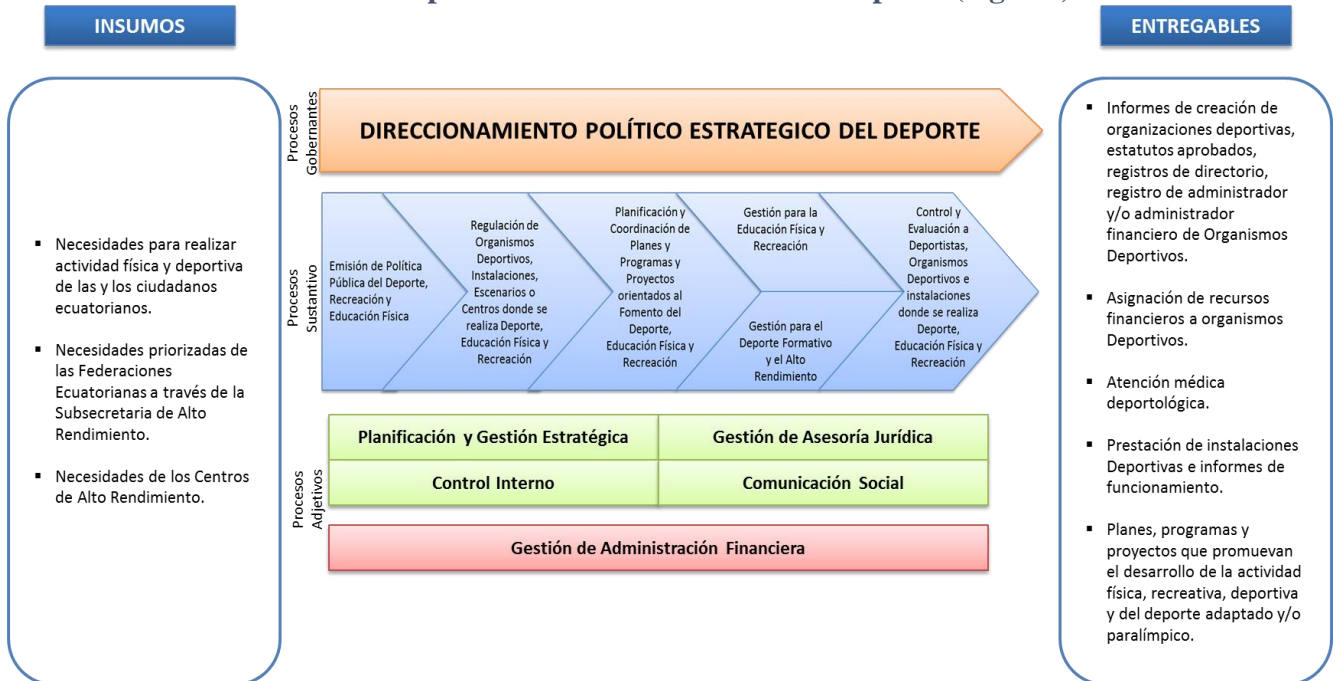 INSUMOS
ENTREGABLES
▪ Necesidades para realizar
actividad física y deportiva
de las y los ciudadanos
ecuatorianos.
▪ Necesidades priorizadas de
las Federaciones
Ecuatorianas a través de la
Subsecretaria de Alto
Rendimiento.
▪ Necesidades de los Centros
de Alto Rendimiento.
Procesos
Gobernantes
DIRECCIONAMIENTO POLÍTICO ESTRATEGICO DEL DEPORTE
Procesos
Sustantivo
Emisión de Política
Pública del Deporte,
Recreación y
Educación Física
Regulación de
Organismos
Deportivos,
Instalaciones,
Escenarios o
Centros donde se
realiza Deporte,
Educación Física y
Recreación
Planificación y
Coordinación de
Planes y
Programas y
Proyectos
orientados al
Fomento del
Deporte,
Educación Física y
Recreación
Gestión para la
Educación Física y
Recreación
Gestión para el
Deporte Formativo
y el Alto
Rendimiento
Control y
Evaluación a
Deportistas,
Organismos
Deportivos e
instalaciones
donde se realiza
Deporte,
Educación Física y
Recreación
Procesos
Adjetivos
Planificación y Gestión Estratégica
Gestión de Asesoría Jurídica
Control Interno
Comunicación Social
Gestión de Administración Financiera
▪ Informes de creación de
organizaciones deportivas,
estatutos aprobados,
registros de directorio,
registro de administrador
y/o administrador
financiero de Organismos
Deportivos.
▪ Asignación de recursos
financieros a organismos
Deportivos.
▪ Atención médica
deportológica.
▪ Prestación de instalaciones
Deportivas e informes de
funcionamiento.
▪ Planes, programas y
proyectos que promuevan
el desarrollo de la actividad
física, recreativa, deportiva
y del deporte adaptado y/o
paralímpico.